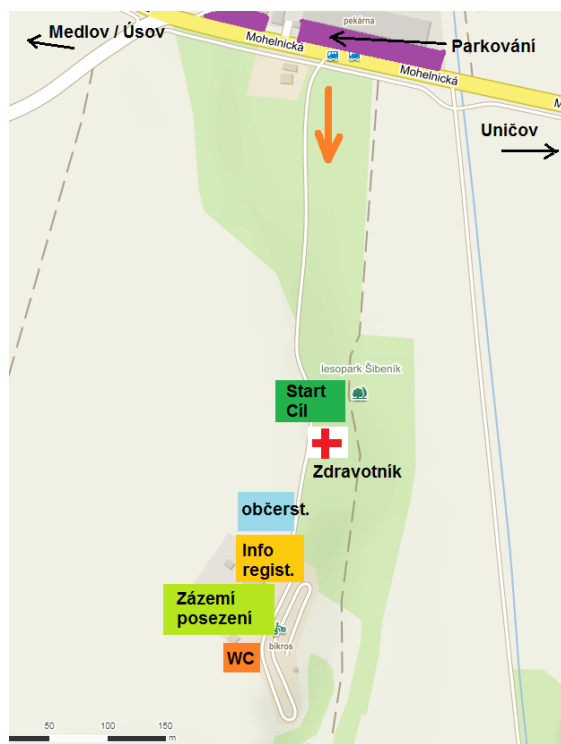 pekárna
Medlov / Úsov
Mohelnická
Parkování
Mohelnická
M
Uničov
lesopark Šibeník
Start
Cíl
Zdravotník
občerst.
Info
regist.
Zázemí
posezení
bikros
WC
50 100 150
m